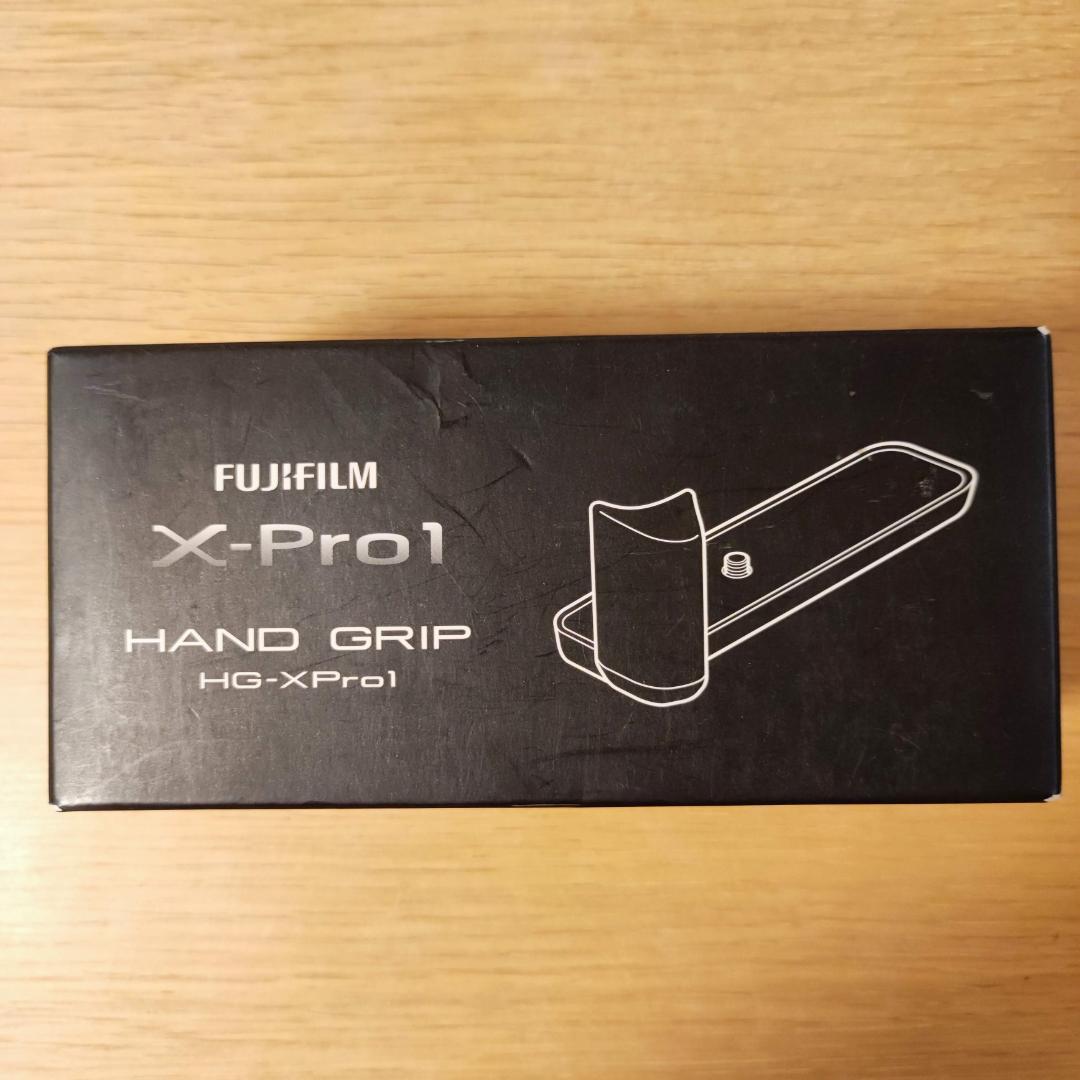 FUJIFILM
X-Pro1
HAND GRIP
HG-XPro1